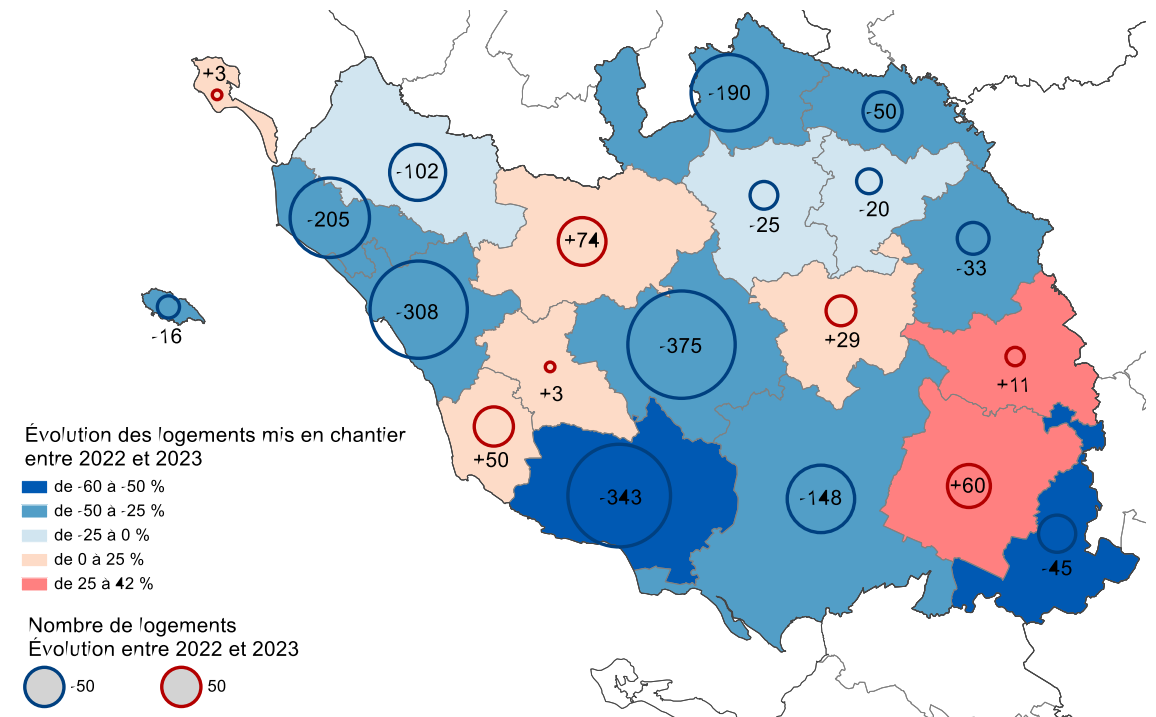 +3
-190
-50
-102
-25
-20
-205
+74
-33
-16
-308
-375
+29
+3
+11
+50
-343
-148
+60
-45
Évolution des logements mis en chantier
entre 2022 et 2023
de -60 à -50 %
de -50 à -25 %
de -25 à 0 %
de 0 à 25 %
de 25 à 42 %
Nombre de logements
Évolution entre 2022 et 2023
-50
50